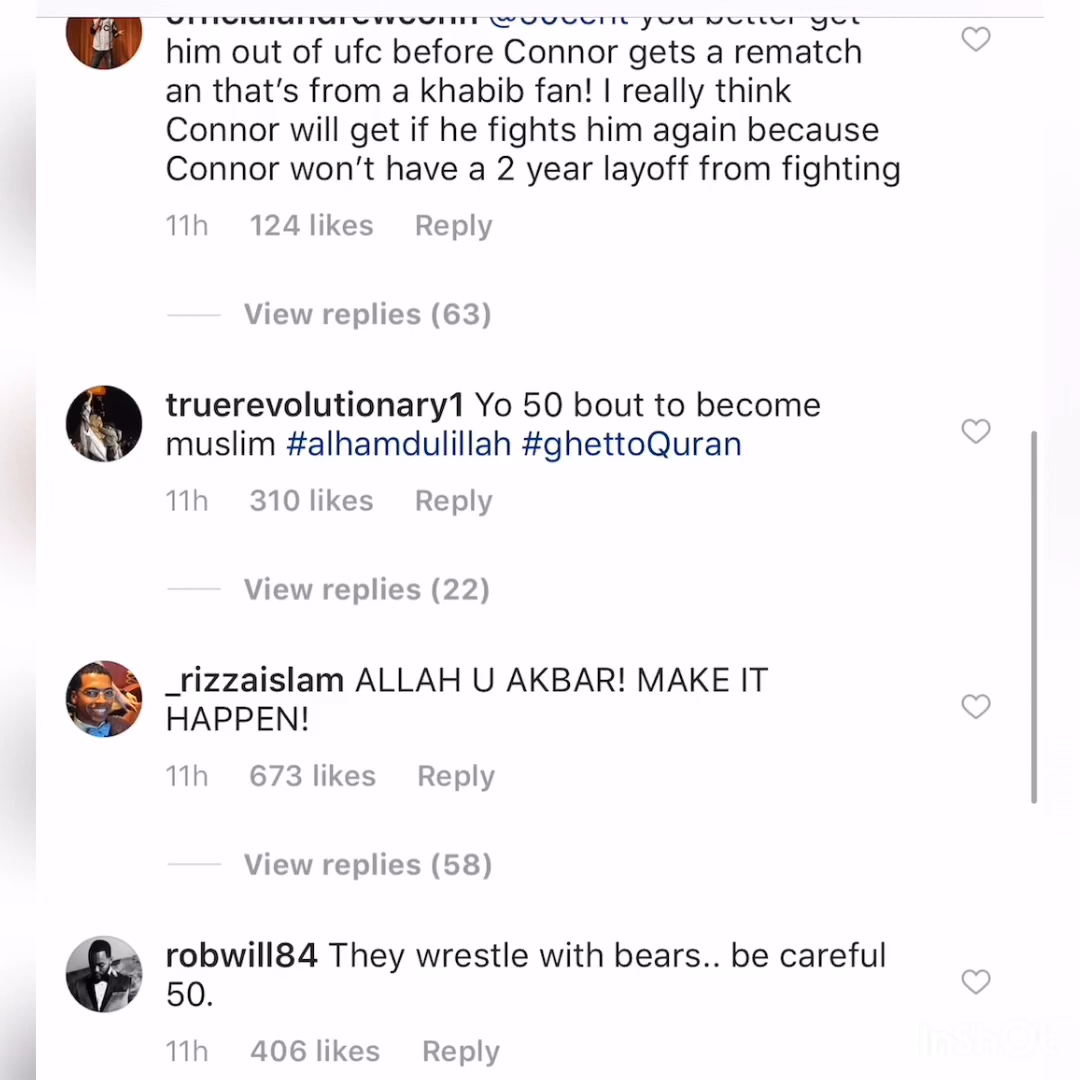 him out of ufc before Connor gets a rematch
an that's from a khabib fan! I really think
Connor will get if he fights him again because
Connor won't have a 2 year layoff from fighting
11h 124 likes Reply
View replies (63)
truerevolutionary1 Yo 50 bout to become
muslim #alhamdulillah #ghettoQuran
11h 310 likes Reply
View replies (22)
_rizzaislam ALLAH U AKBAR! MAKE IT
HAPPEN!
11h 673 likes Reply
View replies (58)
robwill84 They wrestle with bears.. be careful
50.
11h 406 likes Reply
InShOt